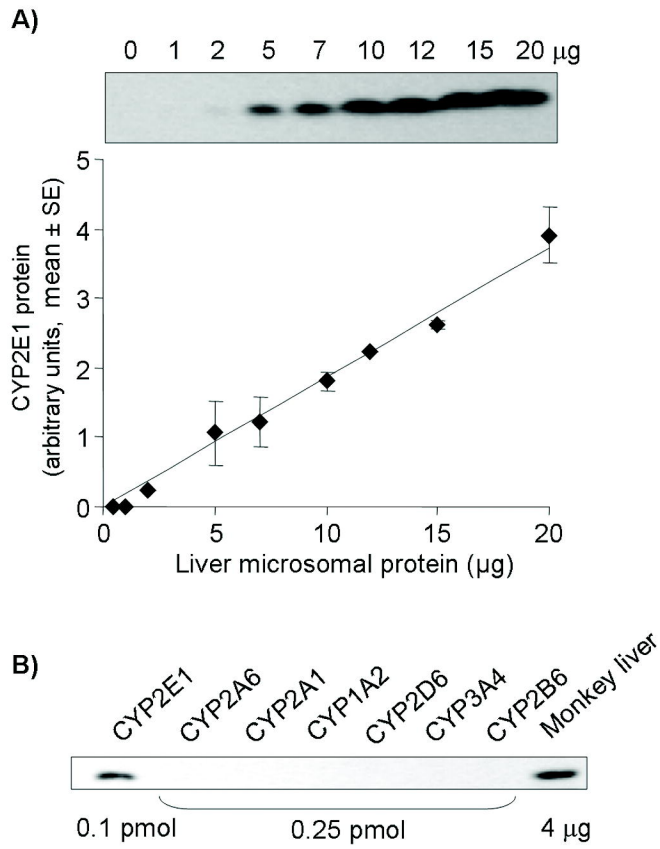 A)
0 1 2 5 7 10 12 15 20 µg
5
4
3
2
1
0
CYP2E1 protein
(arbitrary units, mean ± SE)
0 5 10 15 20
Liver microsomal protein (µg)
B)
CYP2E1 CYP2A6 CYP2A1 CYP1A2 CYP2D6 CYP3A4 CYP2B6 Monkey liver
0.1 pmol 0.25 pmol 4 µg